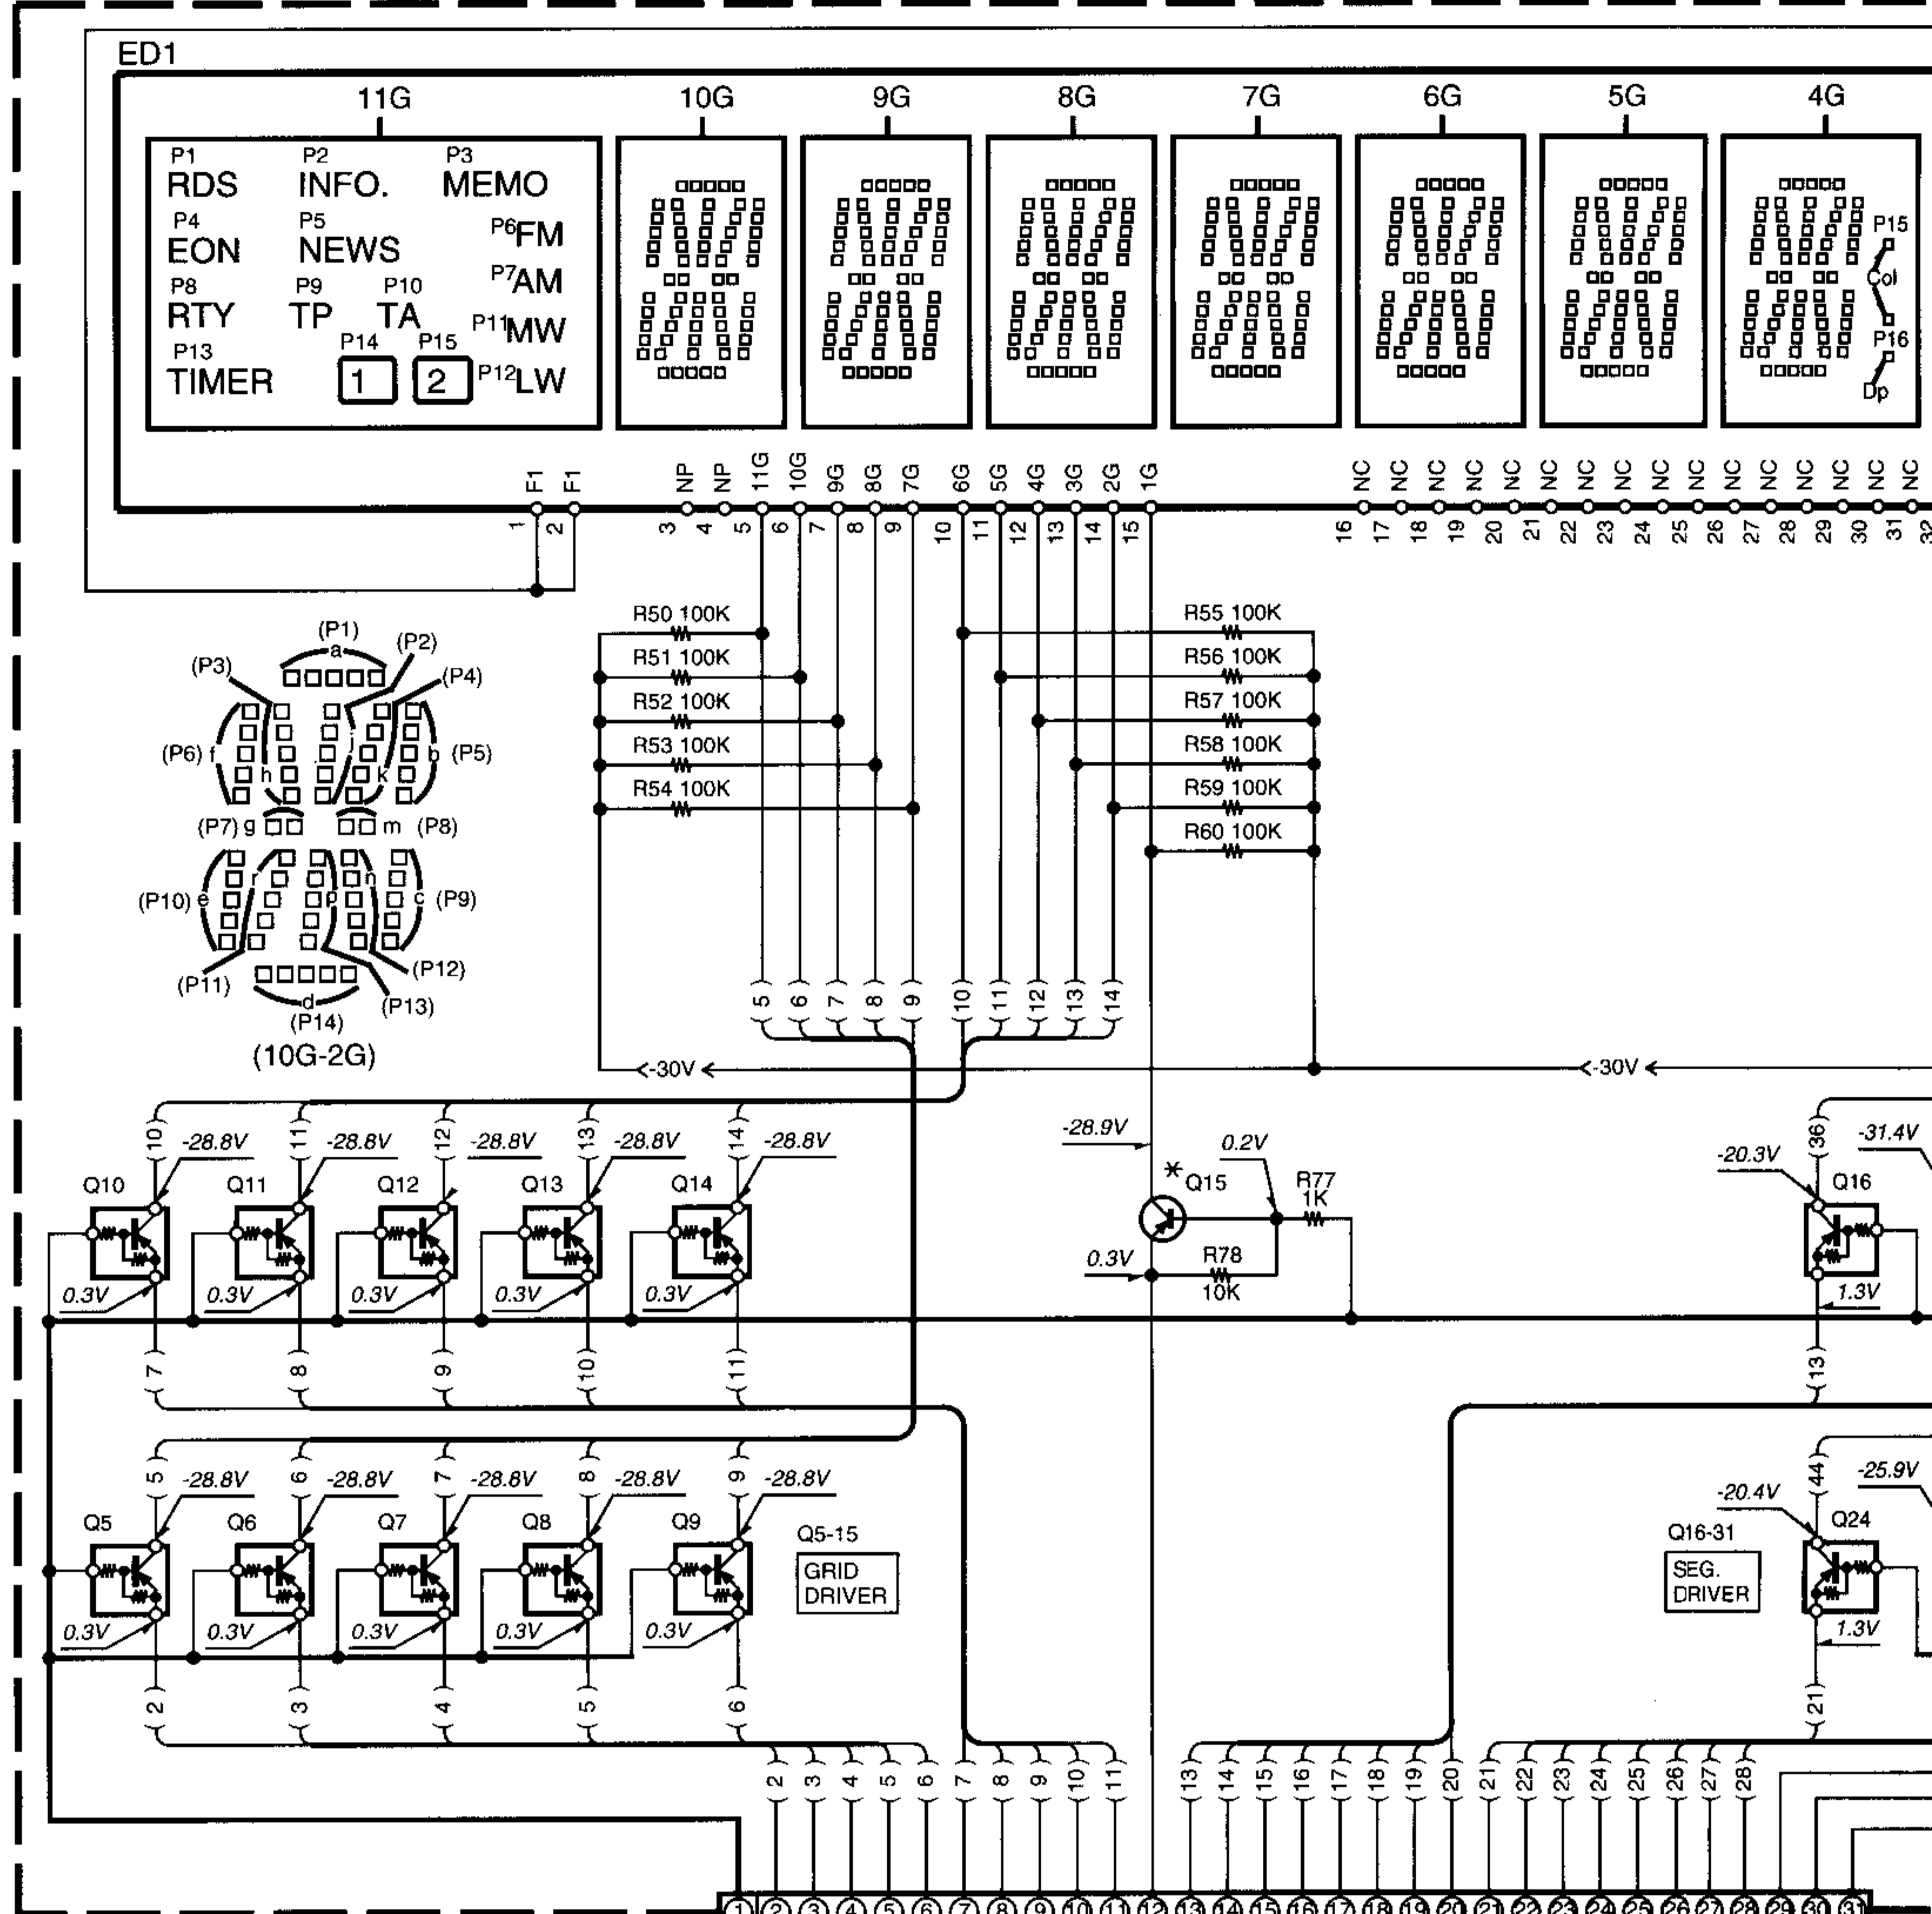 ED1
11G 10G 9G 8G 7G 6G 5G 4G
P1 P2 P3
RDS INFO. MEMO
P4 P5 P6 FM
EON NEWS
P7 AM
P8 P9 P10
RTY TP TA
P11 MW
P13 P14 P15
TIMER 1 2 P12 LW
P15
Col
P16
Dp
F1 F1 NP NP 11G 10G 9G 8G 7G 6G 5G 4G 3G 2G 1G NC NC NC NC NC NC NC NC NC NC NC NC NC NC NC NC
1 2 3 4 5 6 7 8 9 10 11 12 13 14 15 16 17 18 19 20 21 22 23 24 25 26 27 28 29 30 31 32
R50 100K R55 100K
R51 100K R56 100K
R52 100K R57 100K
R53 100K R58 100K
R54 100K R59 100K
R60 100K
(P1) a (P2)
(P3) (P4)
(P6) f h j k b (P5)
(P7) g m (P8)
(P10) e r p n c (P9)
(P11) (P12)
d (P13)
(P14)
(10G-2G)
5 6 7 8 9 10 11 12 13 14
-30V -30V
10 11 12 13 14 36
-28.8V -28.8V -28.8V -28.8V -28.8V -28.9V 0.2V -20.3V -31.4V
Q10 Q11 Q12 Q13 Q14 * Q15 R77 1K Q16
0.3V 0.3V 0.3V 0.3V 0.3V 0.3V R78 10K 1.3V
7 8 9 10 11 13
5 6 7 8 9 44
-28.8V -28.8V -28.8V -28.8V -28.8V -20.4V -25.9V
Q5 Q6 Q7 Q8 Q9 Q5-15 Q16-31 Q24
GRID
DRIVER
SEG.
DRIVER
0.3V 0.3V 0.3V 0.3V 0.3V 1.3V
2 3 4 5 6 21
2 3 4 5 6 7 8 9 10 11 13 14 15 16 17 18 19 20 21 22 23 24 25 26 27 28
1 2 3 4 5 6 7 8 9 10 11 12 13 14 15 16 17 18 19 20 21 22 23 24 25 26 27 28 29 30 31